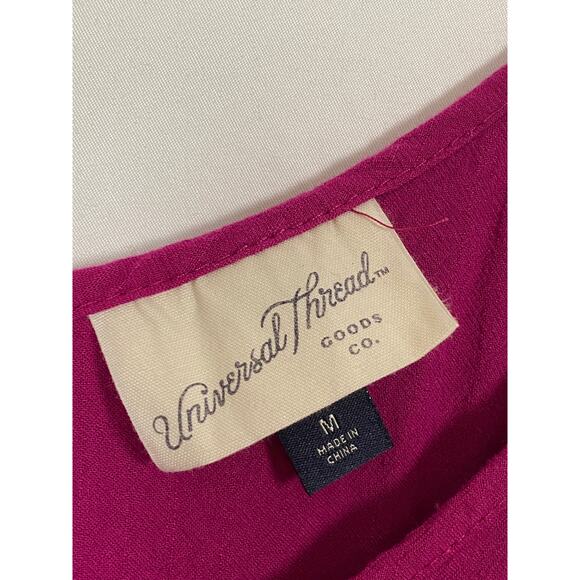 Universal Thread™
GOODS
CO.
M
MADE IN
CHINA